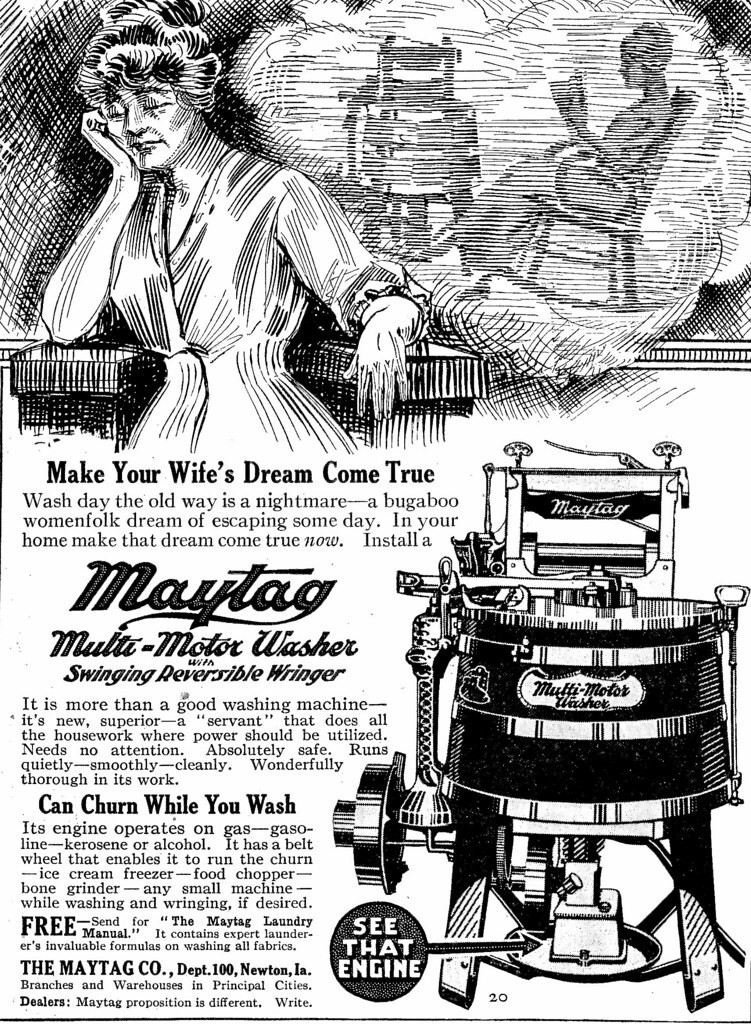 Make Your Wife's Dream Come True
Wash day the old way is a nightmare—a bugaboo
womenfolk dream of escaping some day. In your
home make that dream come true now. Install a
Maytag
Multi-Motor Washer
with
Swinging Reversible Wringer
It is more than a good washing machine—
it's new, superior—a "servant" that does all
the housework where power should be utilized.
Needs no attention. Absolutely safe. Runs
quietly—smoothly—cleanly. Wonderfully
thorough in its work.
Can Churn While You Wash
Its engine operates on gas—gaso-
line—kerosene or alcohol. It has a belt
wheel that enables it to run the churn
—ice cream freezer—food chopper—
bone grinder—any small machine—
while washing and wringing, if desired.
FREE—Send for "The Maytag Laundry
Manual." It contains expert launder-
er's invaluable formulas on washing all fabrics.
THE MAYTAG CO., Dept. 100, Newton, Ia.
Branches and Warehouses in Principal Cities.
Dealers: Maytag proposition is different. Write.
Maytag
Multi-Motor
Washer
SEE
THAT
ENGINE
20